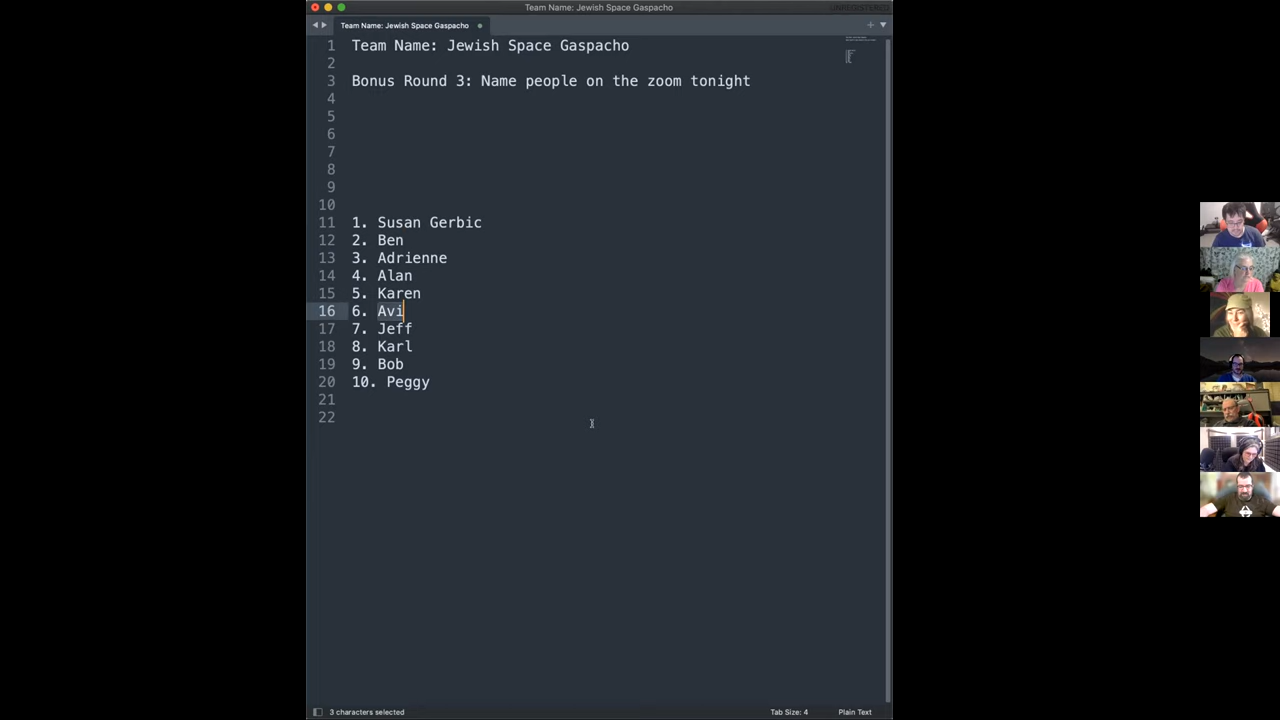 Team Name: Jewish Space Gaspacho
UNREGISTERED
Team Name: Jewish Space Gaspacho
1 Team Name: Jewish Space Gaspacho
2
3 Bonus Round 3: Name people on the zoom tonight
4
5
6
7
8
9
10
11 1. Susan Gerbic
12 2. Ben
13 3. Adrienne
14 4. Alan
15 5. Karen
16 6. Avi
17 7. Jeff
18 8. Karl
19 9. Bob
20 10. Peggy
21
22
3 characters selected
Tab Size: 4
Plain Text